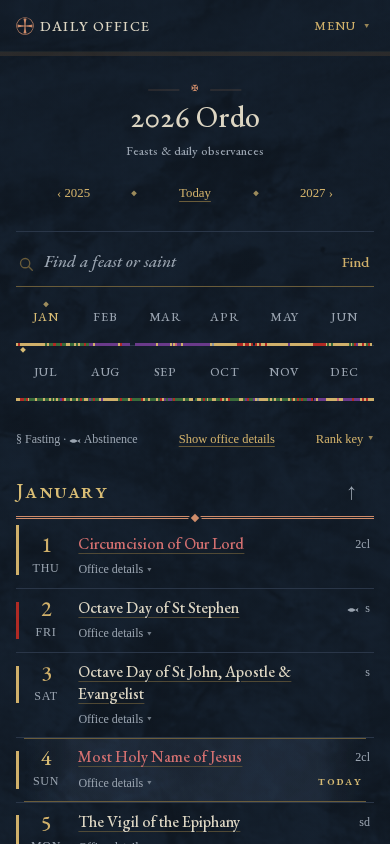 DAILY OFFICE MENU ▼
✠
2026 Ordo
Feasts & daily observances
‹ 2025 ◆ Today ◆ 2027 ›
Find a feast or saint Find
JAN FEB MAR APR MAY JUN
JUL AUG SEP OCT NOV DEC
§ Fasting · Abstinence Show office details Rank key ▼
January ↑
1 Circumcision of Our Lord 2cl
THU Office details ▼
2 Octave Day of St Stephen s
FRI Office details ▼
3 Octave Day of St John, Apostle & s
Evangelist
SAT Office details ▼
4 Most Holy Name of Jesus 2cl
SUN Office details ▼ TODAY
5 The Vigil of the Epiphany sd